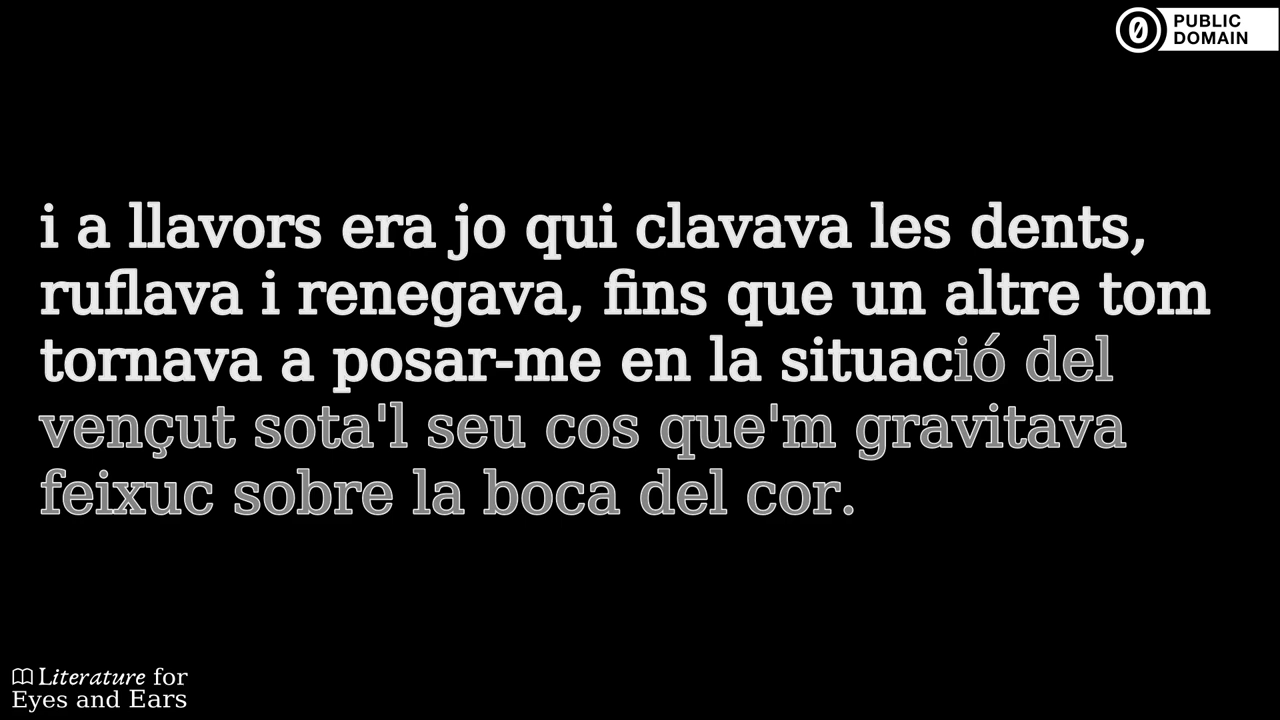 PUBLIC
DOMAIN
i a llavors era jo qui clavava les dents,
ruflava i renegava, fins que un altre tom
tornava a posar-me en la situació del
vençut sota'l seu cos que'm gravitava
feixuc sobre la boca del cor.
Literature for
Eyes and Ears